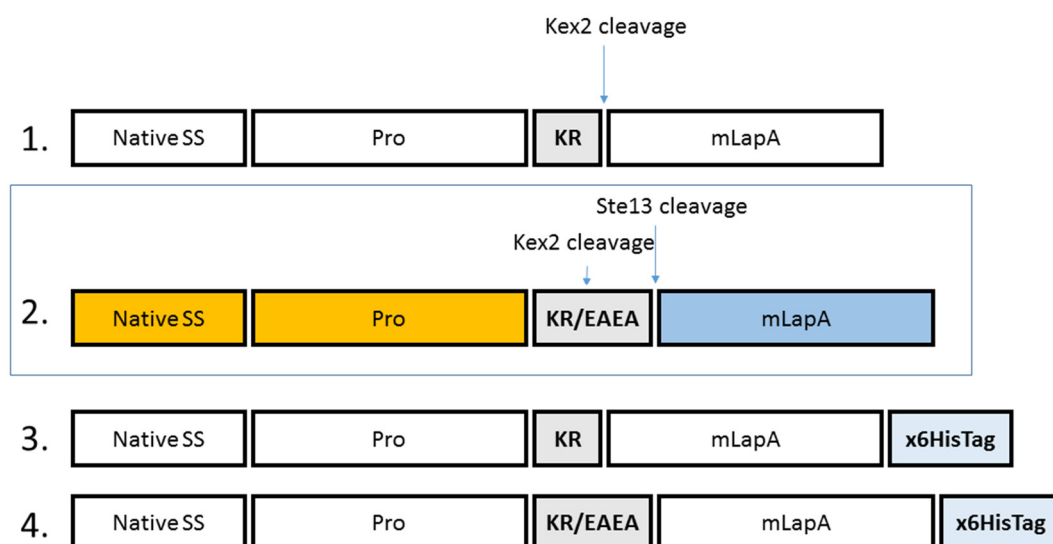 Kex2 cleavage
1. Native SS Pro KR mLapA
Ste13 cleavage
Kex2 cleavage
2. Native SS Pro KR/EAEA mLapA
3. Native SS Pro KR mLapA x6HisTag
4. Native SS Pro KR/EAEA mLapA x6HisTag